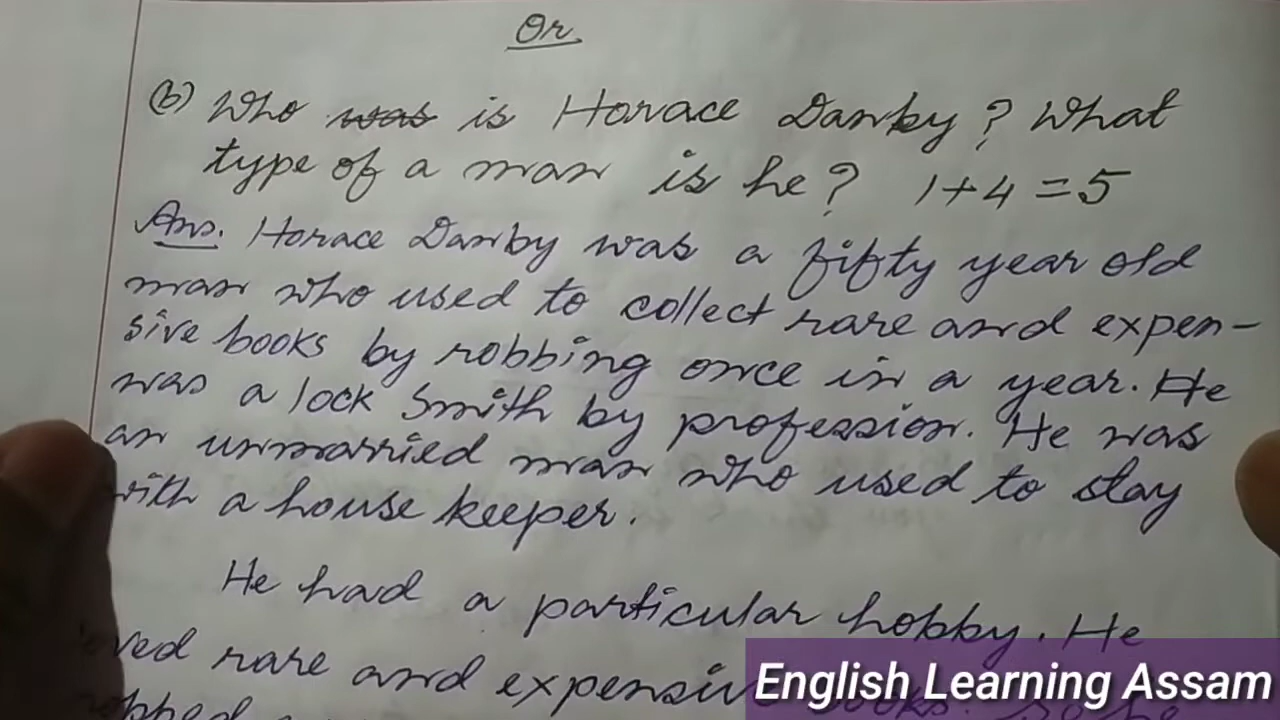 Or
(b) Who was is Horace Danby? What
type of a man is he? 1+4=5
Ans. Horace Danby was a fifty year old
man who used to collect rare and expen-
sive books by robbing once in a year. He
was a lock smith by profession. He was
an unmarried man who used to stay
with a house keeper.
He had a particular hobby. He
rare and expensiv
English Learning Assam